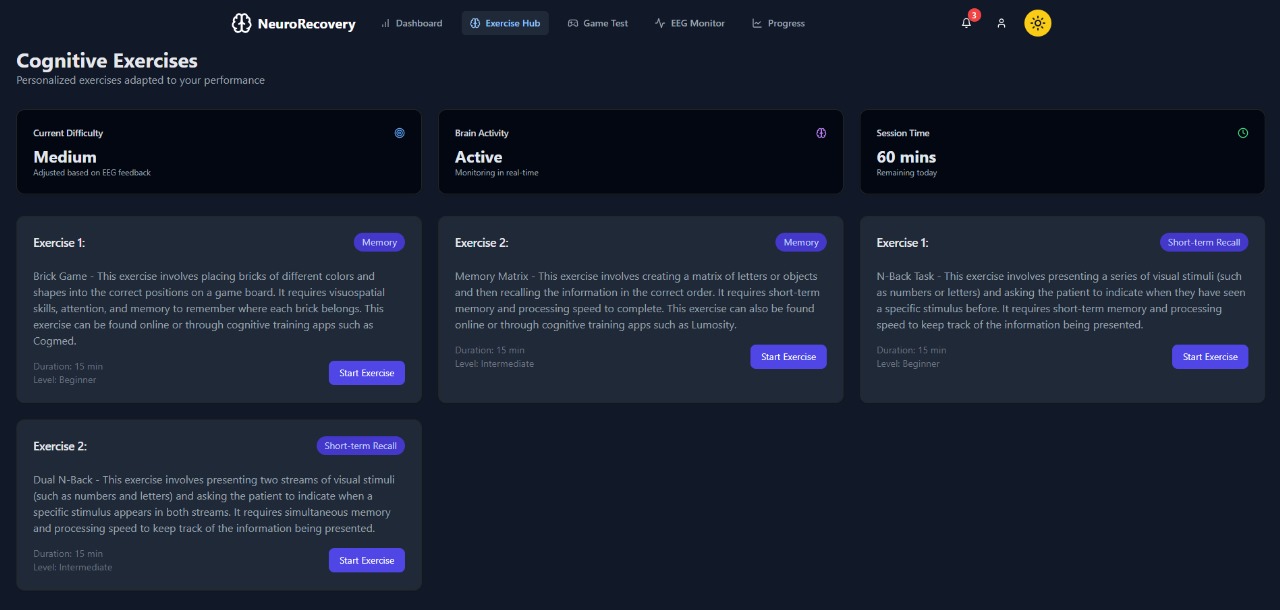 NeuroRecovery Dashboard Exercise Hub Game Test EEG Monitor Progress 3
Cognitive Exercises
Personalized exercises adapted to your performance
Current Difficulty
Medium
Adjusted based on EEG feedback
Brain Activity
Active
Monitoring in real-time
Session Time
60 mins
Remaining today
Exercise 1:
Memory
Brick Game - This exercise involves placing bricks of different colors and
shapes into the correct positions on a game board. It requires visuospatial
skills, attention, and memory to remember where each brick belongs. This
exercise can be found online or through cognitive training apps such as
Cogmed.
Duration: 15 min
Level: Beginner
Start Exercise
Exercise 2:
Memory
Memory Matrix - This exercise involves creating a matrix of letters or objects
and then recalling the information in the correct order. It requires short-term
memory and processing speed to complete. This exercise can also be found
online or through cognitive training apps such as Lumosity.
Duration: 15 min
Level: Intermediate
Start Exercise
Exercise 1:
Short-term Recall
N-Back Task - This exercise involves presenting a series of visual stimuli (such
as numbers or letters) and asking the patient to indicate when they have seen
a specific stimulus before. It requires short-term memory and processing
speed to keep track of the information being presented.
Duration: 15 min
Level: Beginner
Start Exercise
Exercise 2:
Short-term Recall
Dual N-Back - This exercise involves presenting two streams of visual stimuli
(such as numbers and letters) and asking the patient to indicate when a
specific stimulus appears in both streams. It requires simultaneous memory
and processing speed to keep track of the information being presented.
Duration: 15 min
Level: Intermediate
Start Exercise